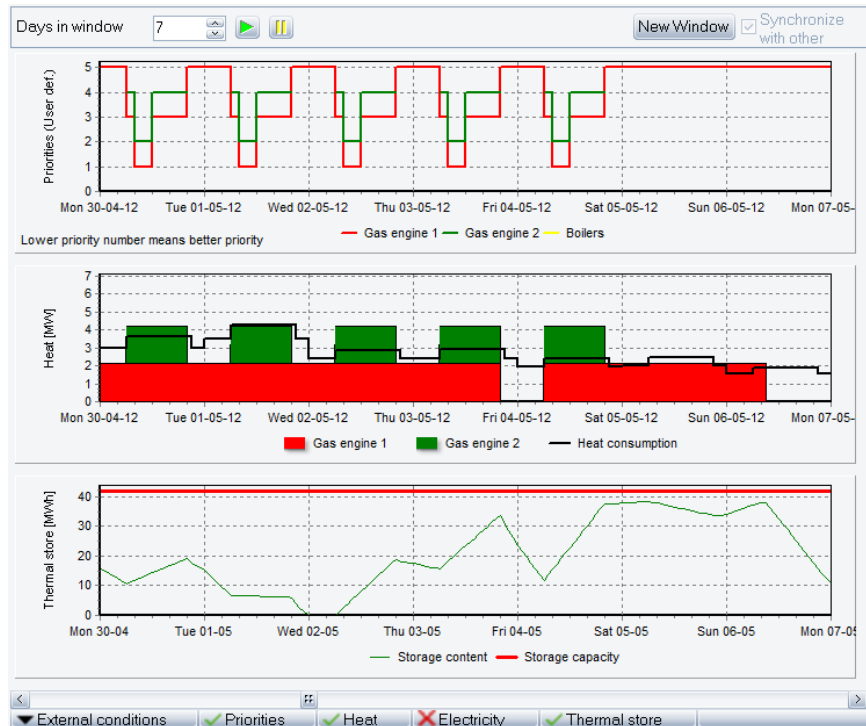 Days in window 7 New Window Synchronize with other
Priorities (User def.)
5
4
3
2
1
0
Mon 30-04-12 Tue 01-05-12 Wed 02-05-12 Thu 03-05-12 Fri 04-05-12 Sat 05-05-12 Sun 06-05-12 Mon 07-05-
Lower priority number means better priority
Gas engine 1 Gas engine 2 Boilers
Heat [MW]
7
6
5
4
3
2
1
0
Mon 30-04-12 Tue 01-05-12 Wed 02-05-12 Thu 03-05-12 Fri 04-05-12 Sat 05-05-12 Sun 06-05-12 Mon 07-05-
Gas engine 1 Gas engine 2 Heat consumption
Thermal store [MWh]
40
30
20
10
0
Mon 30-04 Tue 01-05 Wed 02-05 Thu 03-05 Fri 04-05 Sat 05-05 Sun 06-05 Mon 07-05
Storage content Storage capacity
External conditions Priorities Heat Electricity Thermal store